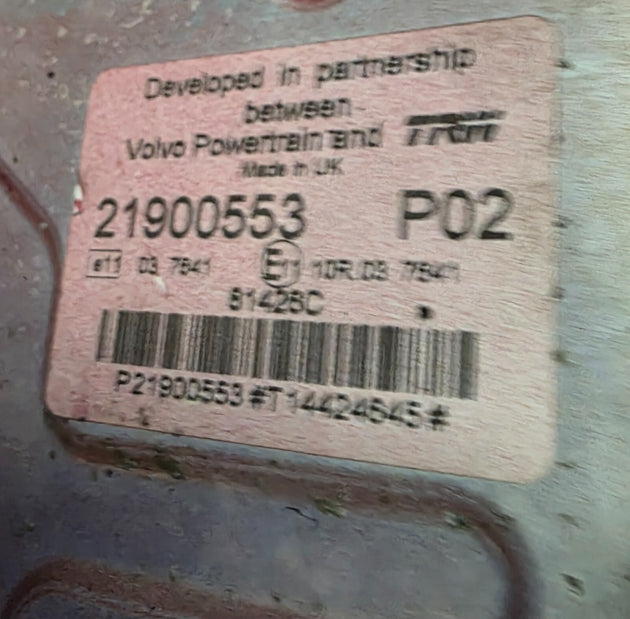 Developed in partnership
between
Volvo Powertrain and TRW
Made in UK
21900553 P02
e11 03 7641 E11 10R 03 7641
81426C
P21900553#T14424645#